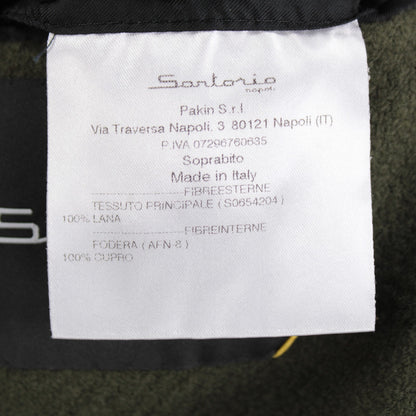 Sartorio
napoli
Pakin S.r.l
Via Traversa Napoli. 3 80121 Napoli (IT)
P.IVA 07296760635
Soprabito
Made in Italy
FIBREESTERNE
TESSUTO PRINCIPALE ( S0654204 )
100% LANA
FIBREINTERNE
FODERA ( AFN-8 )
100% CUPRO